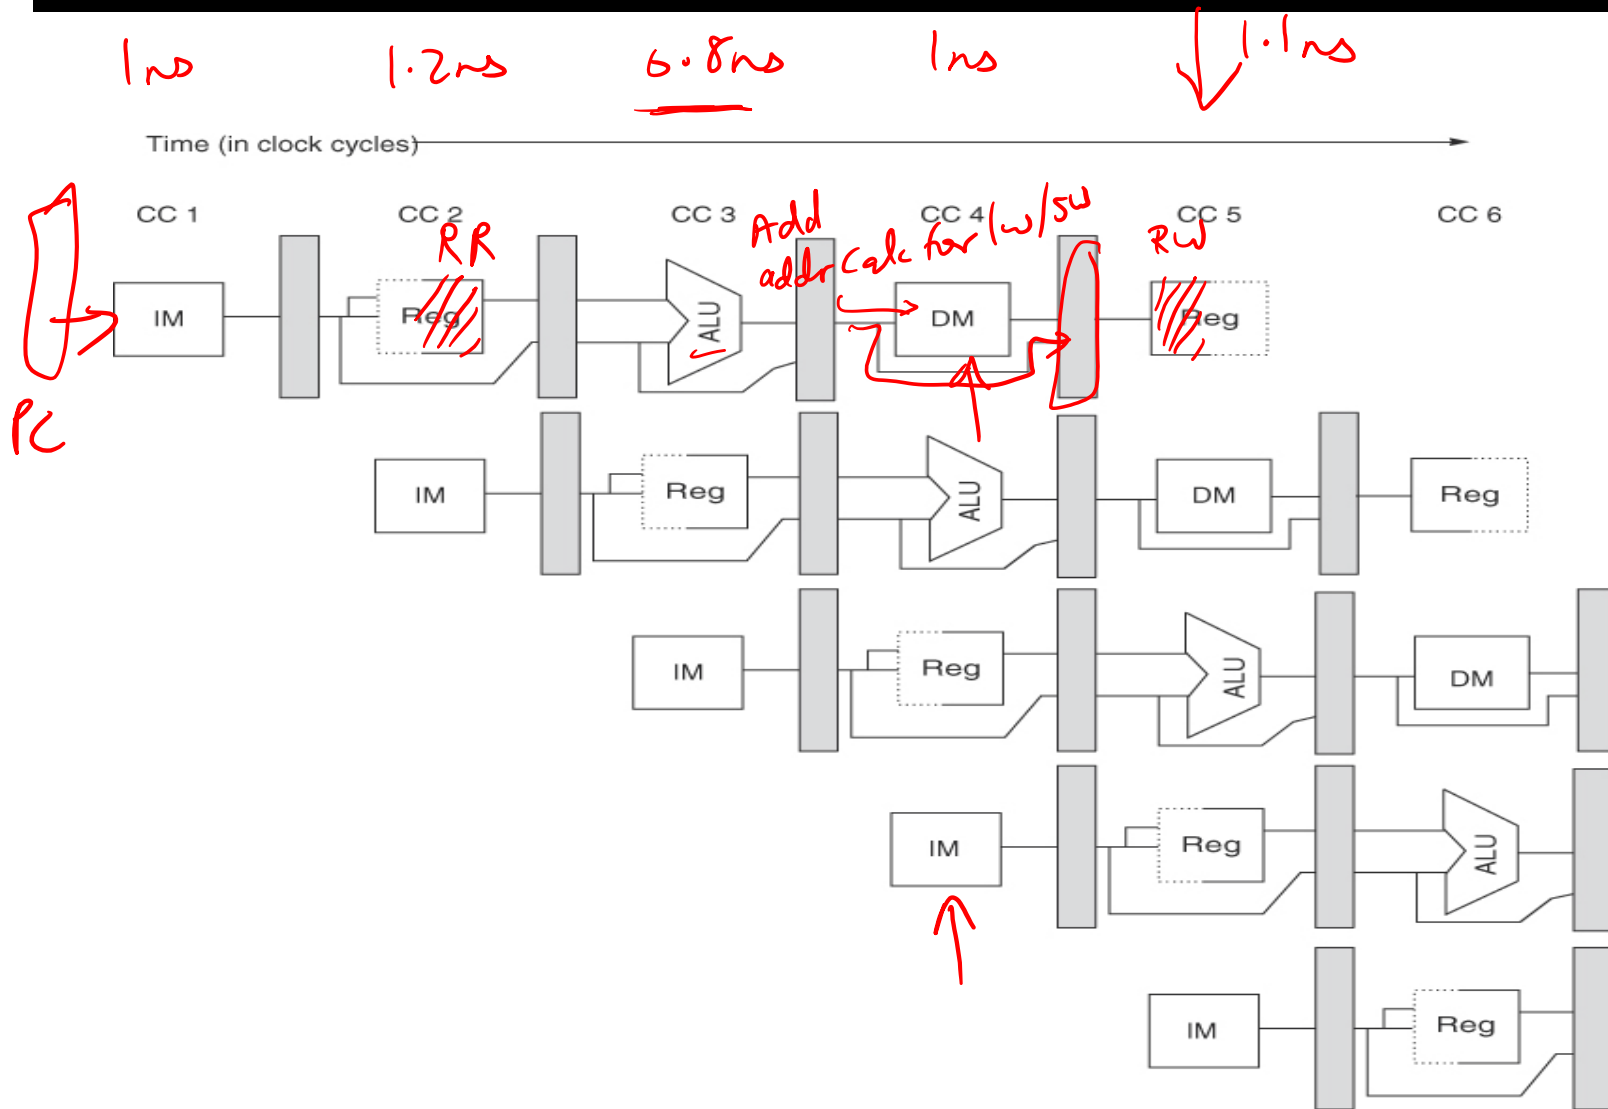 1ns 1.2ns 0.8ns 1ns 1.1ns
Time (in clock cycles)
CC 1 CC 2 CC 3 CC 4 CC 5 CC 6
RR Add RW
addr Calc for lw/sw
IM Reg ALU DM Reg
PC
IM Reg ALU DM Reg
IM Reg ALU DM
IM Reg ALU
IM Reg